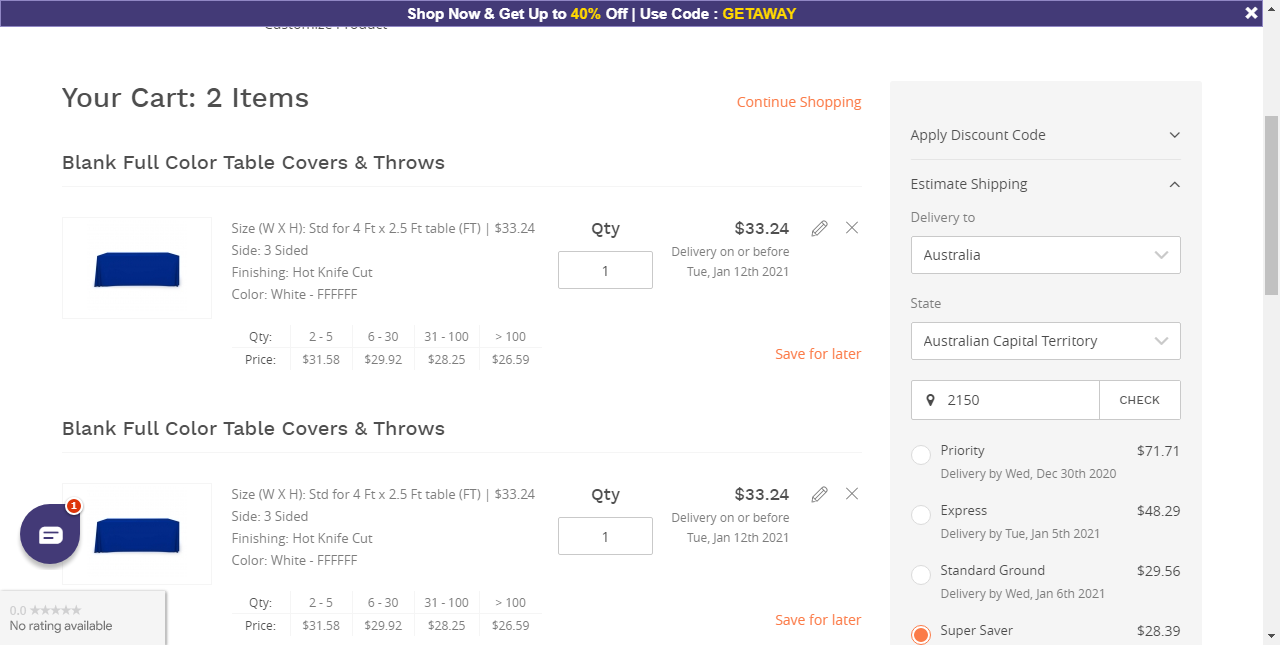 Shop Now & Get Up to 40% Off | Use Code : GETAWAY
Customize Product
Your Cart: 2 Items
Continue Shopping
Blank Full Color Table Covers & Throws
Size (W X H): Std for 4 Ft x 2.5 Ft table (FT) | $33.24
Side: 3 Sided
Finishing: Hot Knife Cut
Color: White - FFFFFF
Qty
1
$33.24
Delivery on or before
Tue, Jan 12th 2021
Qty: 2 - 5 6 - 30 31 - 100 > 100
Price: $31.58 $29.92 $28.25 $26.59
Save for later
Blank Full Color Table Covers & Throws
Size (W X H): Std for 4 Ft x 2.5 Ft table (FT) | $33.24
Side: 3 Sided
Finishing: Hot Knife Cut
Color: White - FFFFFF
Qty
1
$33.24
Delivery on or before
Tue, Jan 12th 2021
Qty: 2 - 5 6 - 30 31 - 100 > 100
Price: $31.58 $29.92 $28.25 $26.59
Save for later
1
0.0
No rating available
Apply Discount Code
Estimate Shipping
Delivery to
Australia
State
Australian Capital Territory
2150 CHECK
Priority $71.71
Delivery by Wed, Dec 30th 2020
Express $48.29
Delivery by Tue, Jan 5th 2021
Standard Ground $29.56
Delivery by Wed, Jan 6th 2021
Super Saver $28.39